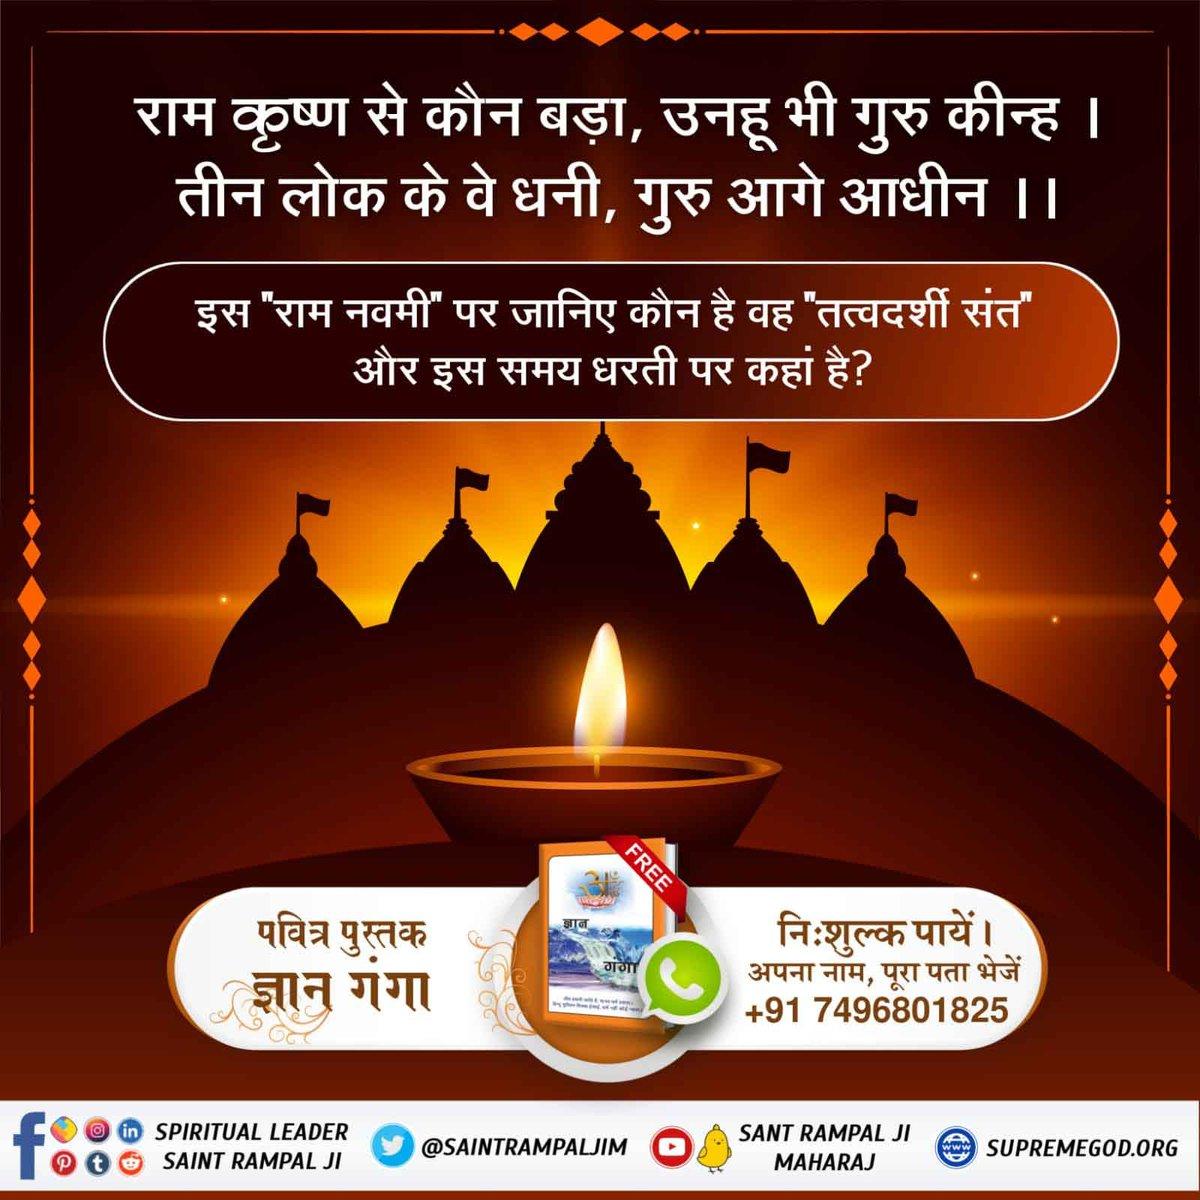 राम कृष्ण से कौन बड़ा, उनहू भी गुरु कीन्ह ।
तीन लोक के वे धनी, गुरु आगे आधीन ।।
इस "राम नवमी" पर जानिए कौन है वह "तत्वदर्शी संत"
और इस समय धरती पर कहां है?
पवित्र पुस्तक
ज्ञान गंगा
FREE
ज्ञान
गंगा
निःशुल्क पायें।
अपना नाम, पूरा पता भेजें
+91 7496801825
SPIRITUAL LEADER
SAINT RAMPAL JI
@SAINTRAMPALJIM
SANT RAMPAL JI
MAHARAJ
SUPREMEGOD.ORG